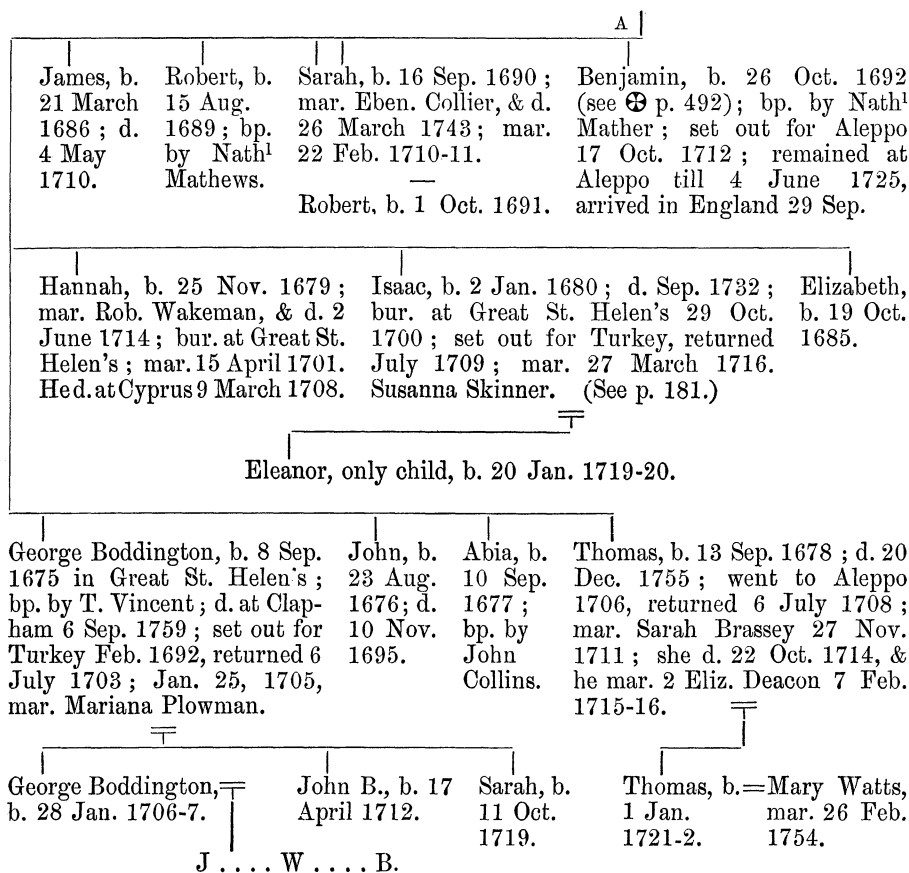 A
James, b.
21 March
1686 ; d.
4 May
1710.
Robert, b.
15 Aug.
1689 ; bp.
by Nathl
Mathews.
Sarah, b. 16 Sep. 1690 ;
mar. Eben. Collier, & d.
26 March 1743 ; mar.
22 Feb. 1710-11.
—
Robert, b. 1 Oct. 1691.
Benjamin, b. 26 Oct. 1692
(see ✠ p. 492) ; bp. by Nathl
Mather ; set out for Aleppo
17 Oct. 1712 ; remained at
Aleppo till 4 June 1725,
arrived in England 29 Sep.
Hannah, b. 25 Nov. 1679 ;
mar. Rob. Wakeman, & d. 2
June 1714 ; bur. at Great St.
Helen's ; mar. 15 April 1701.
He d. at Cyprus 9 March 1708.
Isaac, b. 2 Jan. 1680 ; d. Sep. 1732 ;
bur. at Great St. Helen's 29 Oct.
1700 ; set out for Turkey, returned
July 1709 ; mar. 27 March 1716.
Susanna Skinner. (See p. 181.)
Elizabeth,
b. 19 Oct.
1685.
Eleanor, only child, b. 20 Jan. 1719-20.
George Boddington, b. 8 Sep.
1675 in Great St. Helen's ;
bp. by T. Vincent ; d. at Clap-
ham 6 Sep. 1759 ; set out for
Turkey Feb. 1692, returned 6
July 1703 ; Jan. 25, 1705,
mar. Mariana Plowman.
John, b.
23 Aug.
1676; d.
10 Nov.
1695.
Abia, b.
10 Sep.
1677 ;
bp. by
John
Collins.
Thomas, b. 13 Sep. 1678 ; d. 20
Dec. 1755 ; went to Aleppo
1706, returned 6 July 1708 ;
mar. Sarah Brassey 27 Nov.
1711 ; she d. 22 Oct. 1714, &
he mar. 2 Eliz. Deacon 7 Feb.
1715-16.
George Boddington,=
b. 28 Jan. 1706-7.
John B., b. 17
April 1712.
Sarah, b.
11 Oct.
1719.
Thomas, b.=Mary Watts,
1 Jan. mar. 26 Feb.
1721-2. 1754.
J .... W .... B.